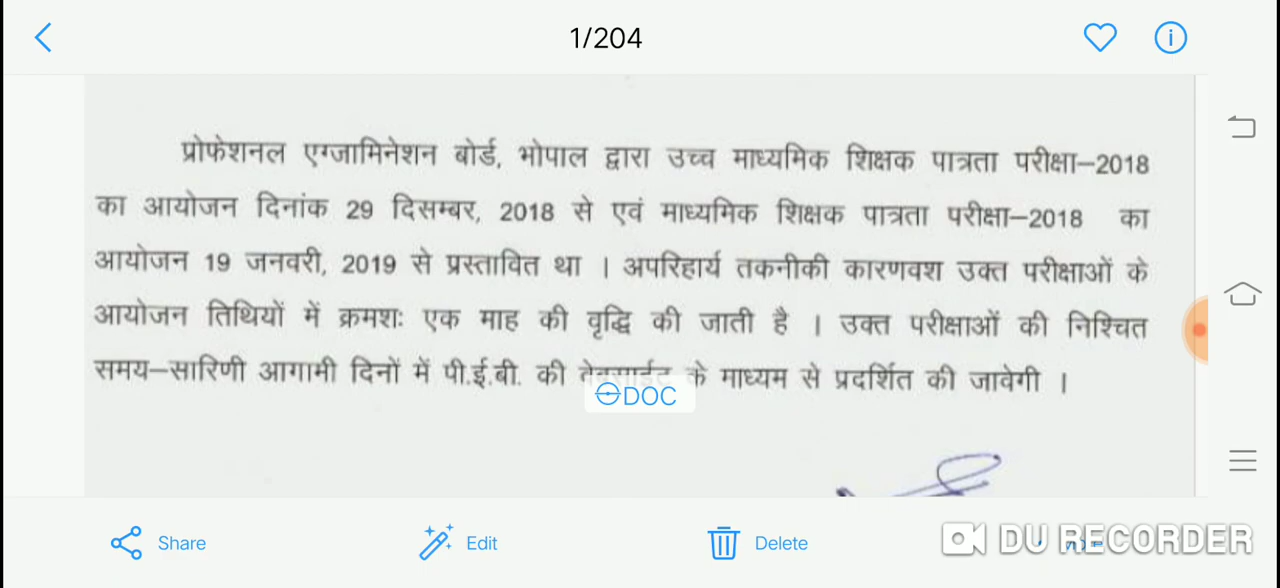 1/204
प्रोफेशनल एग्जामिनेशन बोर्ड, भोपाल द्वारा उच्च माध्यमिक शिक्षक पात्रता परीक्षा–2018
का आयोजन दिनांक 29 दिसम्बर, 2018 से एवं माध्यमिक शिक्षक पात्रता परीक्षा–2018 का
आयोजन 19 जनवरी, 2019 से प्रस्तावित था । अपरिहार्य तकनीकी कारणवश उक्त परीक्षाओं के
आयोजन तिथियों में क्रमशः एक माह की वृद्धि की जाती है । उक्त परीक्षाओं की निश्चित
समय–सारिणी आगामी दिनों में पी.ई.बी. की के माध्यम से प्रदर्शित की जावेगी ।
DOC
Share Edit Delete
DU RECORDER